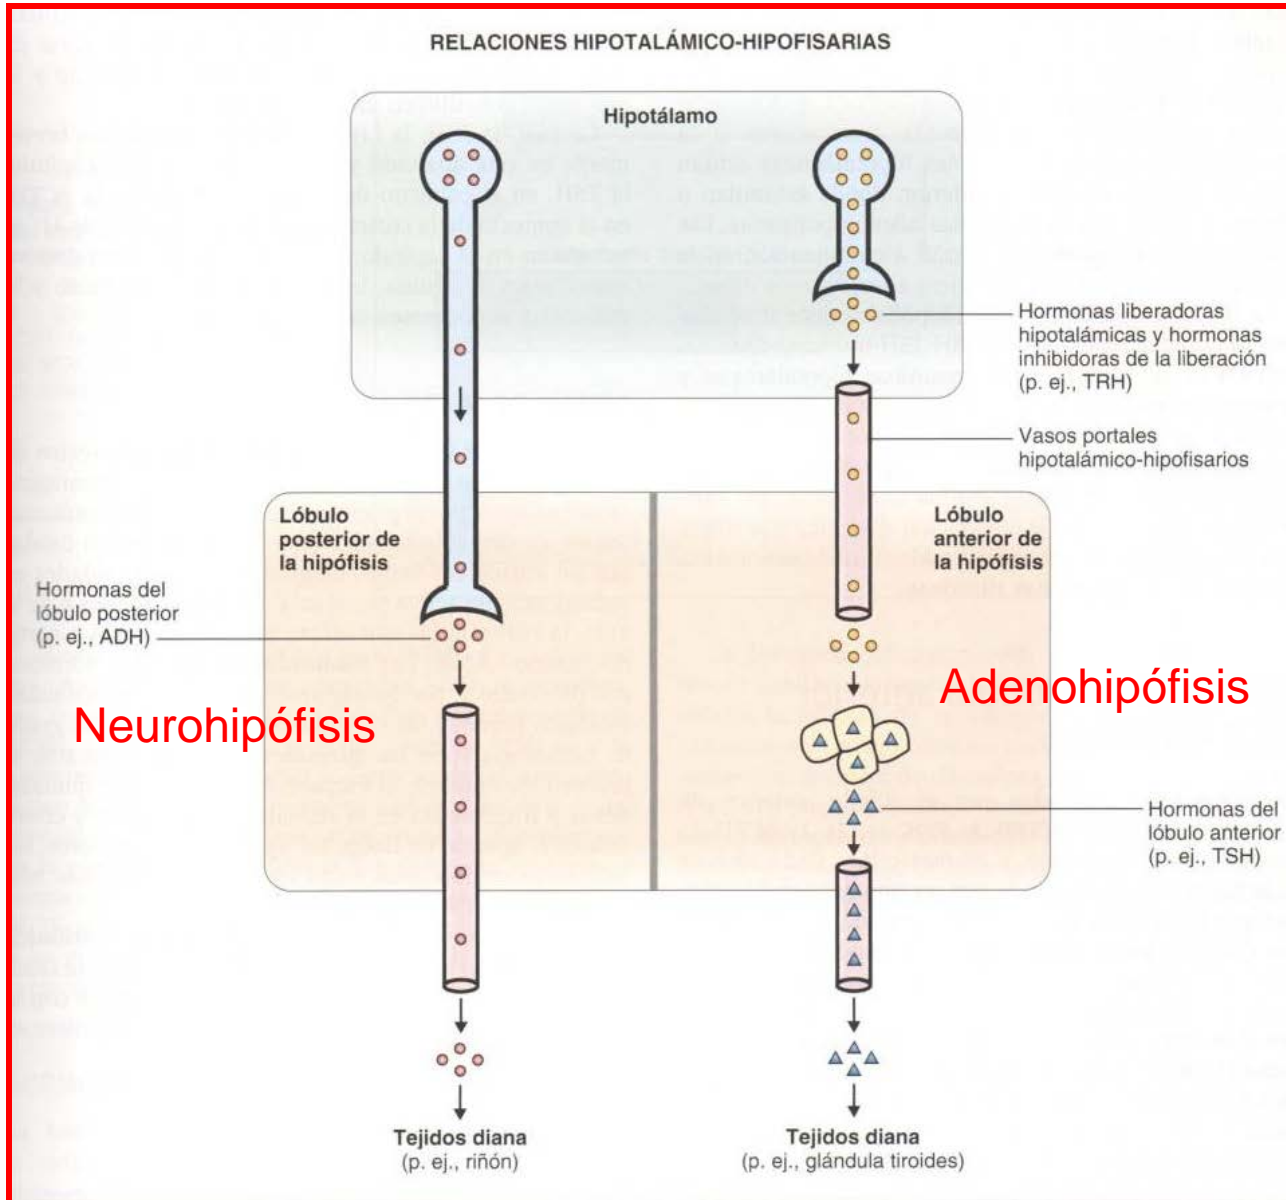 RELACIONES HIPOTALÁMICO-HIPOFISARIAS
Hipotálamo
Hormonas liberadoras
hipotalámicas y hormonas
inhibidoras de la liberación
(p. ej., TRH)
Vasos portales
hipotalámico-hipofisarios
Lóbulo
posterior de
la hipófisis
Lóbulo
anterior de
la hipófisis
Hormonas del
lóbulo posterior
(p. ej., ADH)
Neurohipófisis
Adenohipófisis
Hormonas del
lóbulo anterior
(p. ej., TSH)
Tejidos diana
(p. ej., riñón)
Tejidos diana
(p. ej., glándula tiroides)